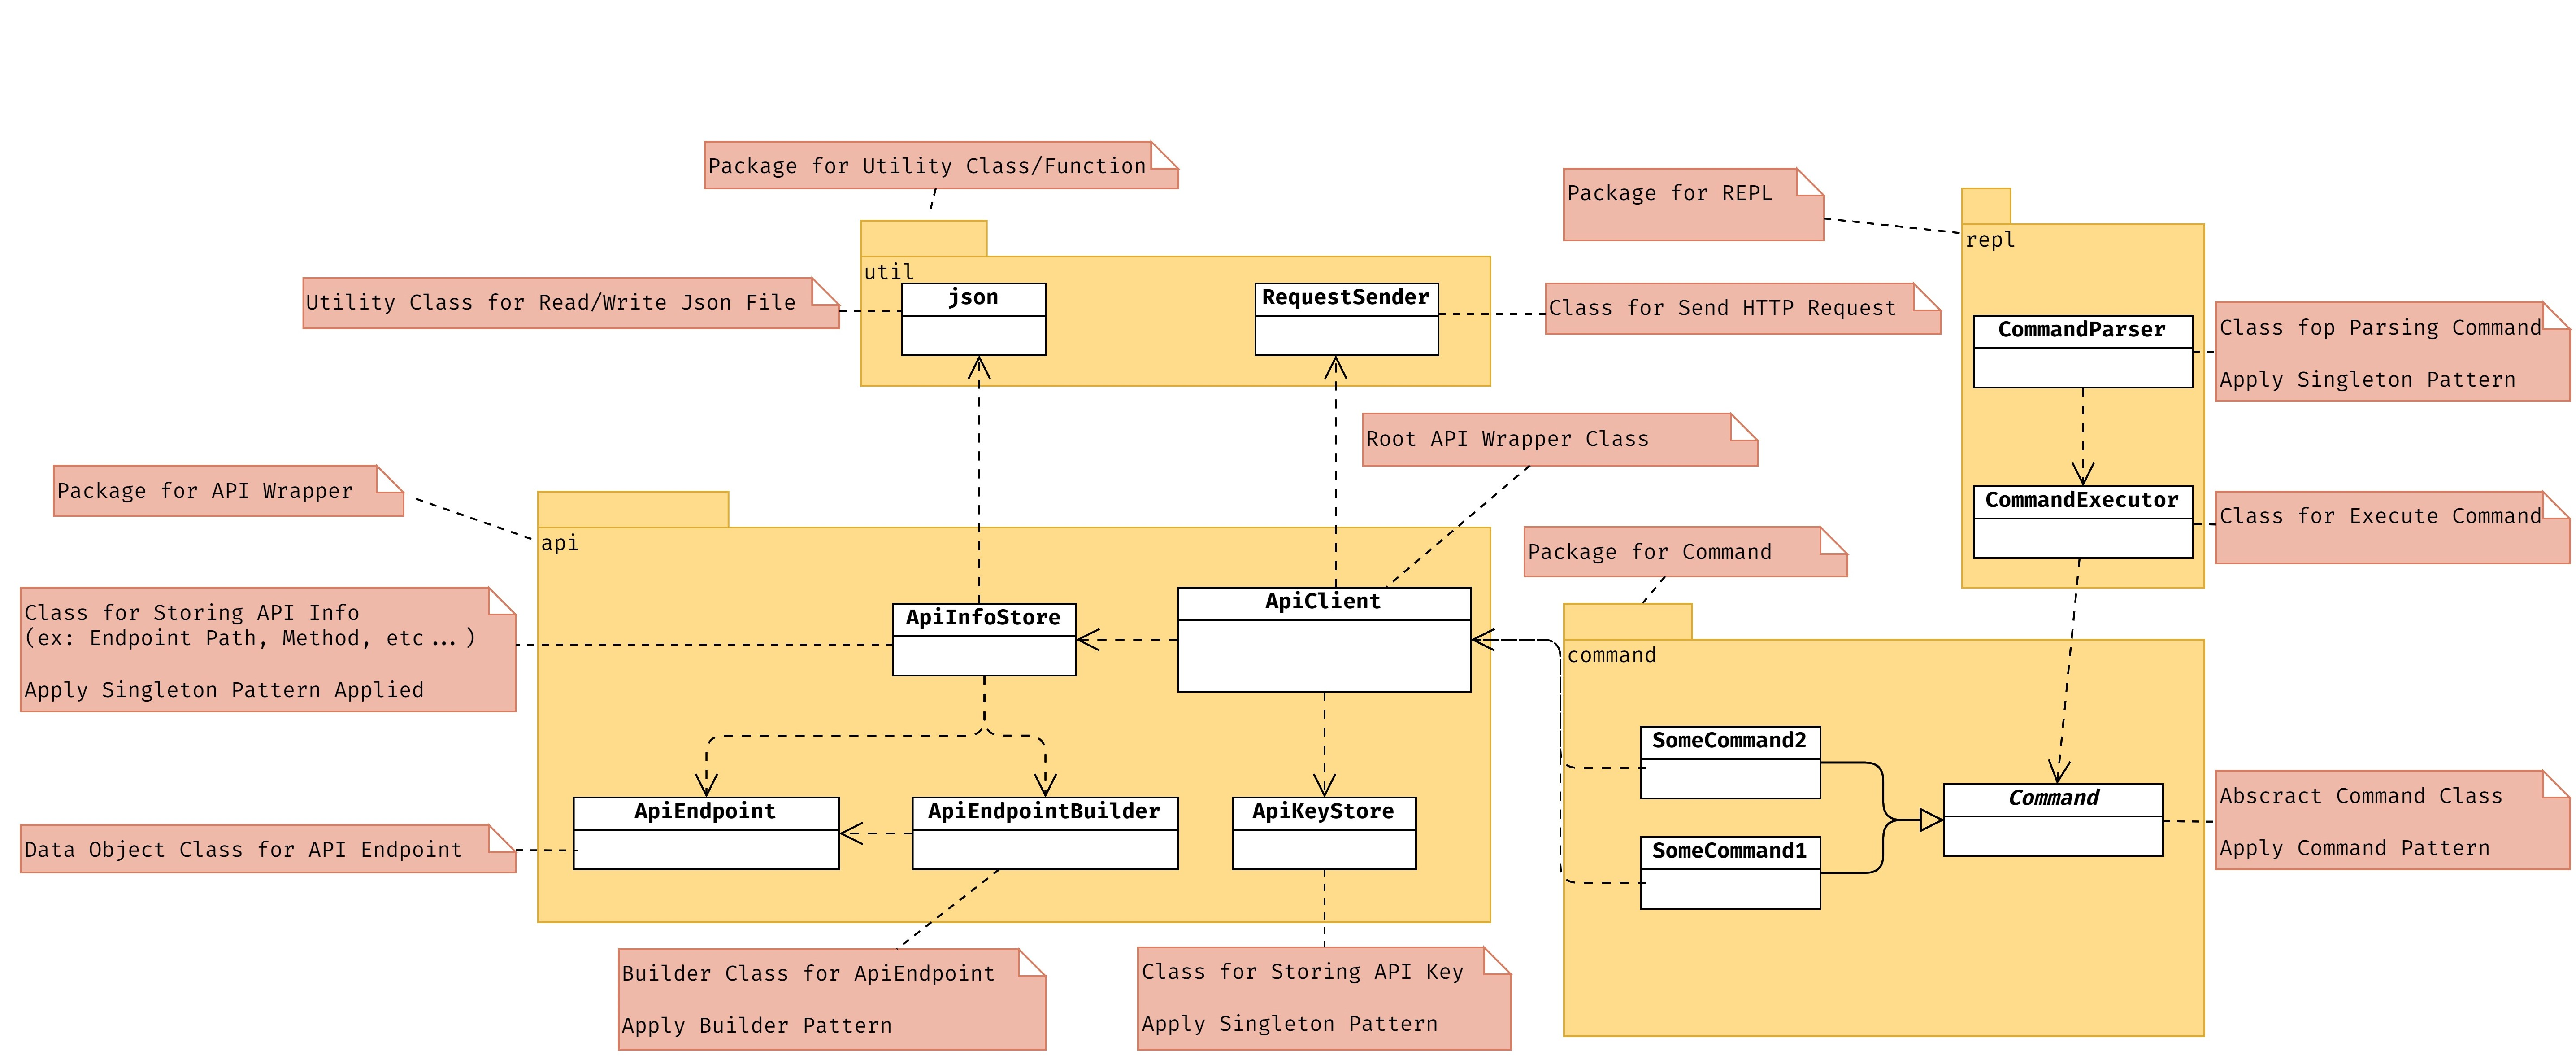 Package for Utility Class/Function
Package for REPL
repl
util
Utility Class for Read/Write Json File
json
RequestSender
Class for Send HTTP Request
CommandParser
Class fop Parsing Command
Apply Singleton Pattern
Root API Wrapper Class
Package for API Wrapper
CommandExecutor
Class for Execute Command
api
Package for Command
Class for Storing API Info
(ex: Endpoint Path, Method, etc...)
Apply Singleton Pattern Applied
ApiInfoStore
ApiClient
command
SomeCommand2
Command
Abscract Command Class
Apply Command Pattern
ApiEndpoint
ApiEndpointBuilder
ApiKeyStore
SomeCommand1
Data Object Class for API Endpoint
Builder Class for ApiEndpoint
Apply Builder Pattern
Class for Storing API Key
Apply Singleton Pattern